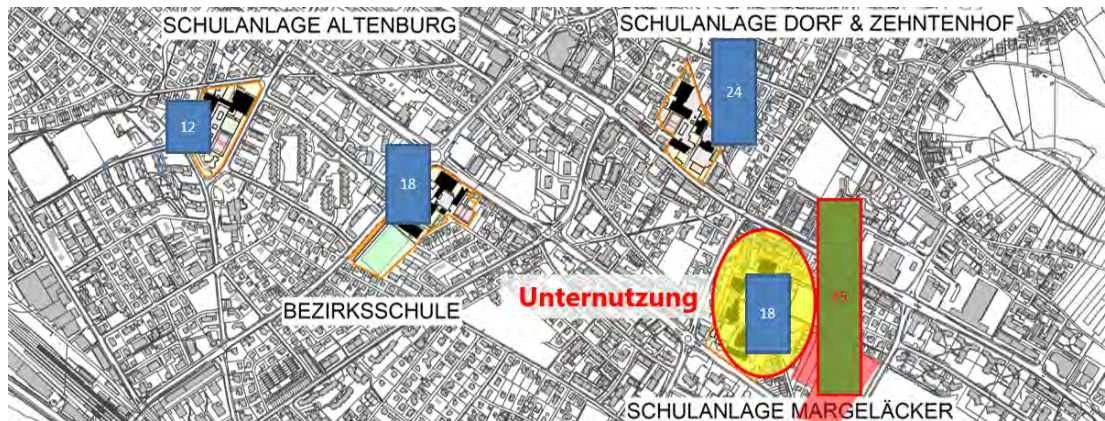 SCHULANLAGE ALTENBURG
SCHULANLAGE DORF & ZEHNTENHOF
12
18
24
Unternutzung
18
45
BEZIRKSSCHULE
SCHULANLAGE MARGELÄCKER